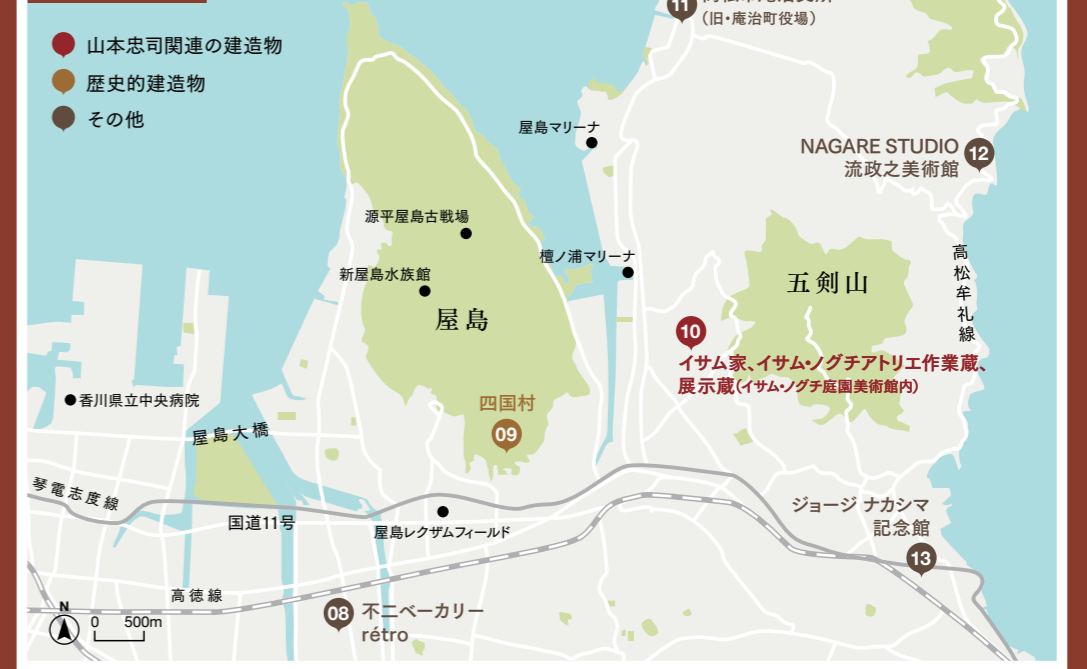 11
(旧・庵治町役場)
山本忠司関連の建造物
歴史的建造物
その他
屋島マリーナ
NAGARE STUDIO
流政之美術館
12
源平屋島古戦場
檀ノ浦マリーナ
新屋島水族館
屋島
五剣山
高松牟礼線
10
イサム家、イサム・ノグチアトリエ作業蔵、
展示蔵(イサム・ノグチ庭園美術館内)
香川県立中央病院
四国村
09
屋島大橋
琴電志度線
国道11号
屋島レクザムフィールド
ジョージ ナカシマ
記念館
13
高徳線
N
0 500m
08
不二ベーカリー
rétro